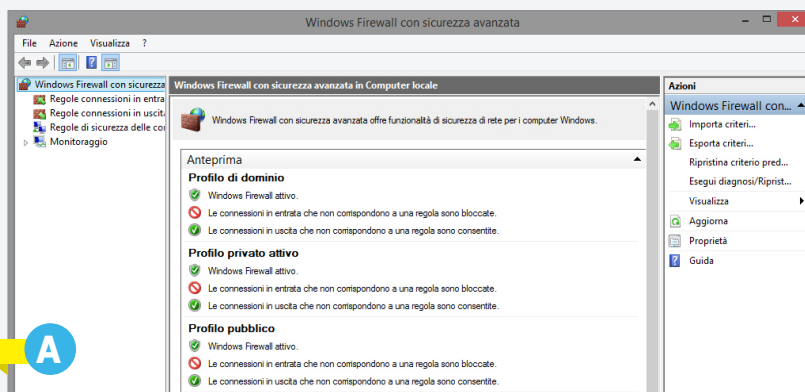 Windows Firewall con sicurezza avanzata
File Azione Visualizza ?
Windows Firewall con sicurezza
Regole connessioni in entra
Regole connessioni in uscit
Regole di sicurezza delle co
Monitoraggio
Windows Firewall con sicurezza avanzata in Computer locale
Windows Firewall con sicurezza avanzata offre funzionalità di sicurezza di rete per i computer Windows.
Anteprima
Profilo di dominio
Windows Firewall attivo.
Le connessioni in entrata che non corrispondono a una regola sono bloccate.
Le connessioni in uscita che non corrispondono a una regola sono consentite.
Profilo privato attivo
Windows Firewall attivo.
Le connessioni in entrata che non corrispondono a una regola sono bloccate.
Le connessioni in uscita che non corrispondono a una regola sono consentite.
Profilo pubblico
Windows Firewall attivo.
Le connessioni in entrata che non corrispondono a una regola sono bloccate.
Le connessioni in uscita che non corrispondono a una regola sono consentite.
Azioni
Windows Firewall con...
Importa criteri...
Esporta criteri...
Ripristina criterio pred...
Esegui diagnosi/Riprist...
Visualizza
Aggiorna
Proprietà
Guida
A